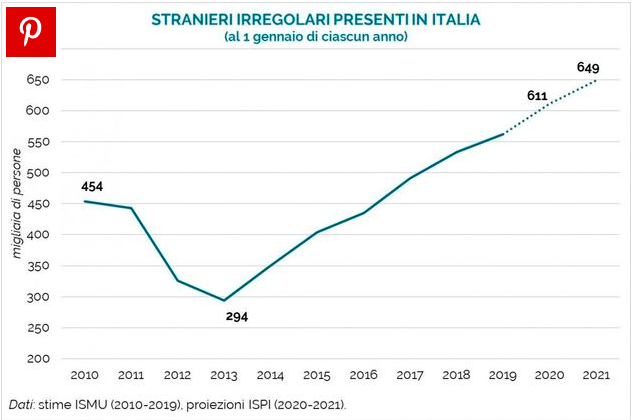 STRANIERI IRREGOLARI PRESENTI IN ITALIA
(al 1 gennaio di ciascun anno)
migliaia di persone
650
600
550
500
450
400
350
300
250
200
454
294
611
649
2010 2011 2012 2013 2014 2015 2016 2017 2018 2019 2020 2021
Dati: stime ISMU (2010-2019), proiezioni ISPI (2020-2021).